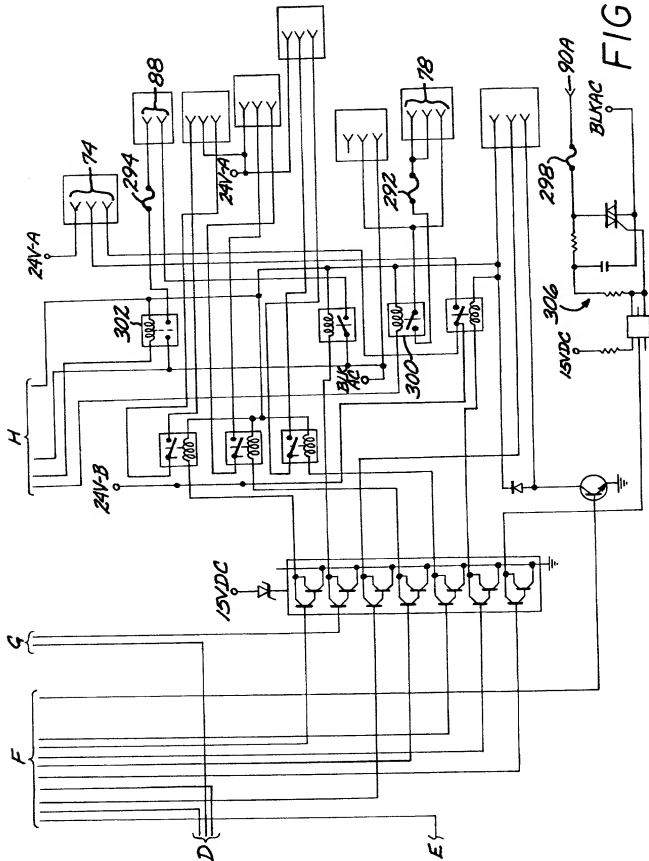 24V-A
74
294
88
302
24V-A
H
24V-B
BLK
AC
300
292
78
298
90A
306
15VDC
BLKAC
FIG
15VDC
G
F
D
E